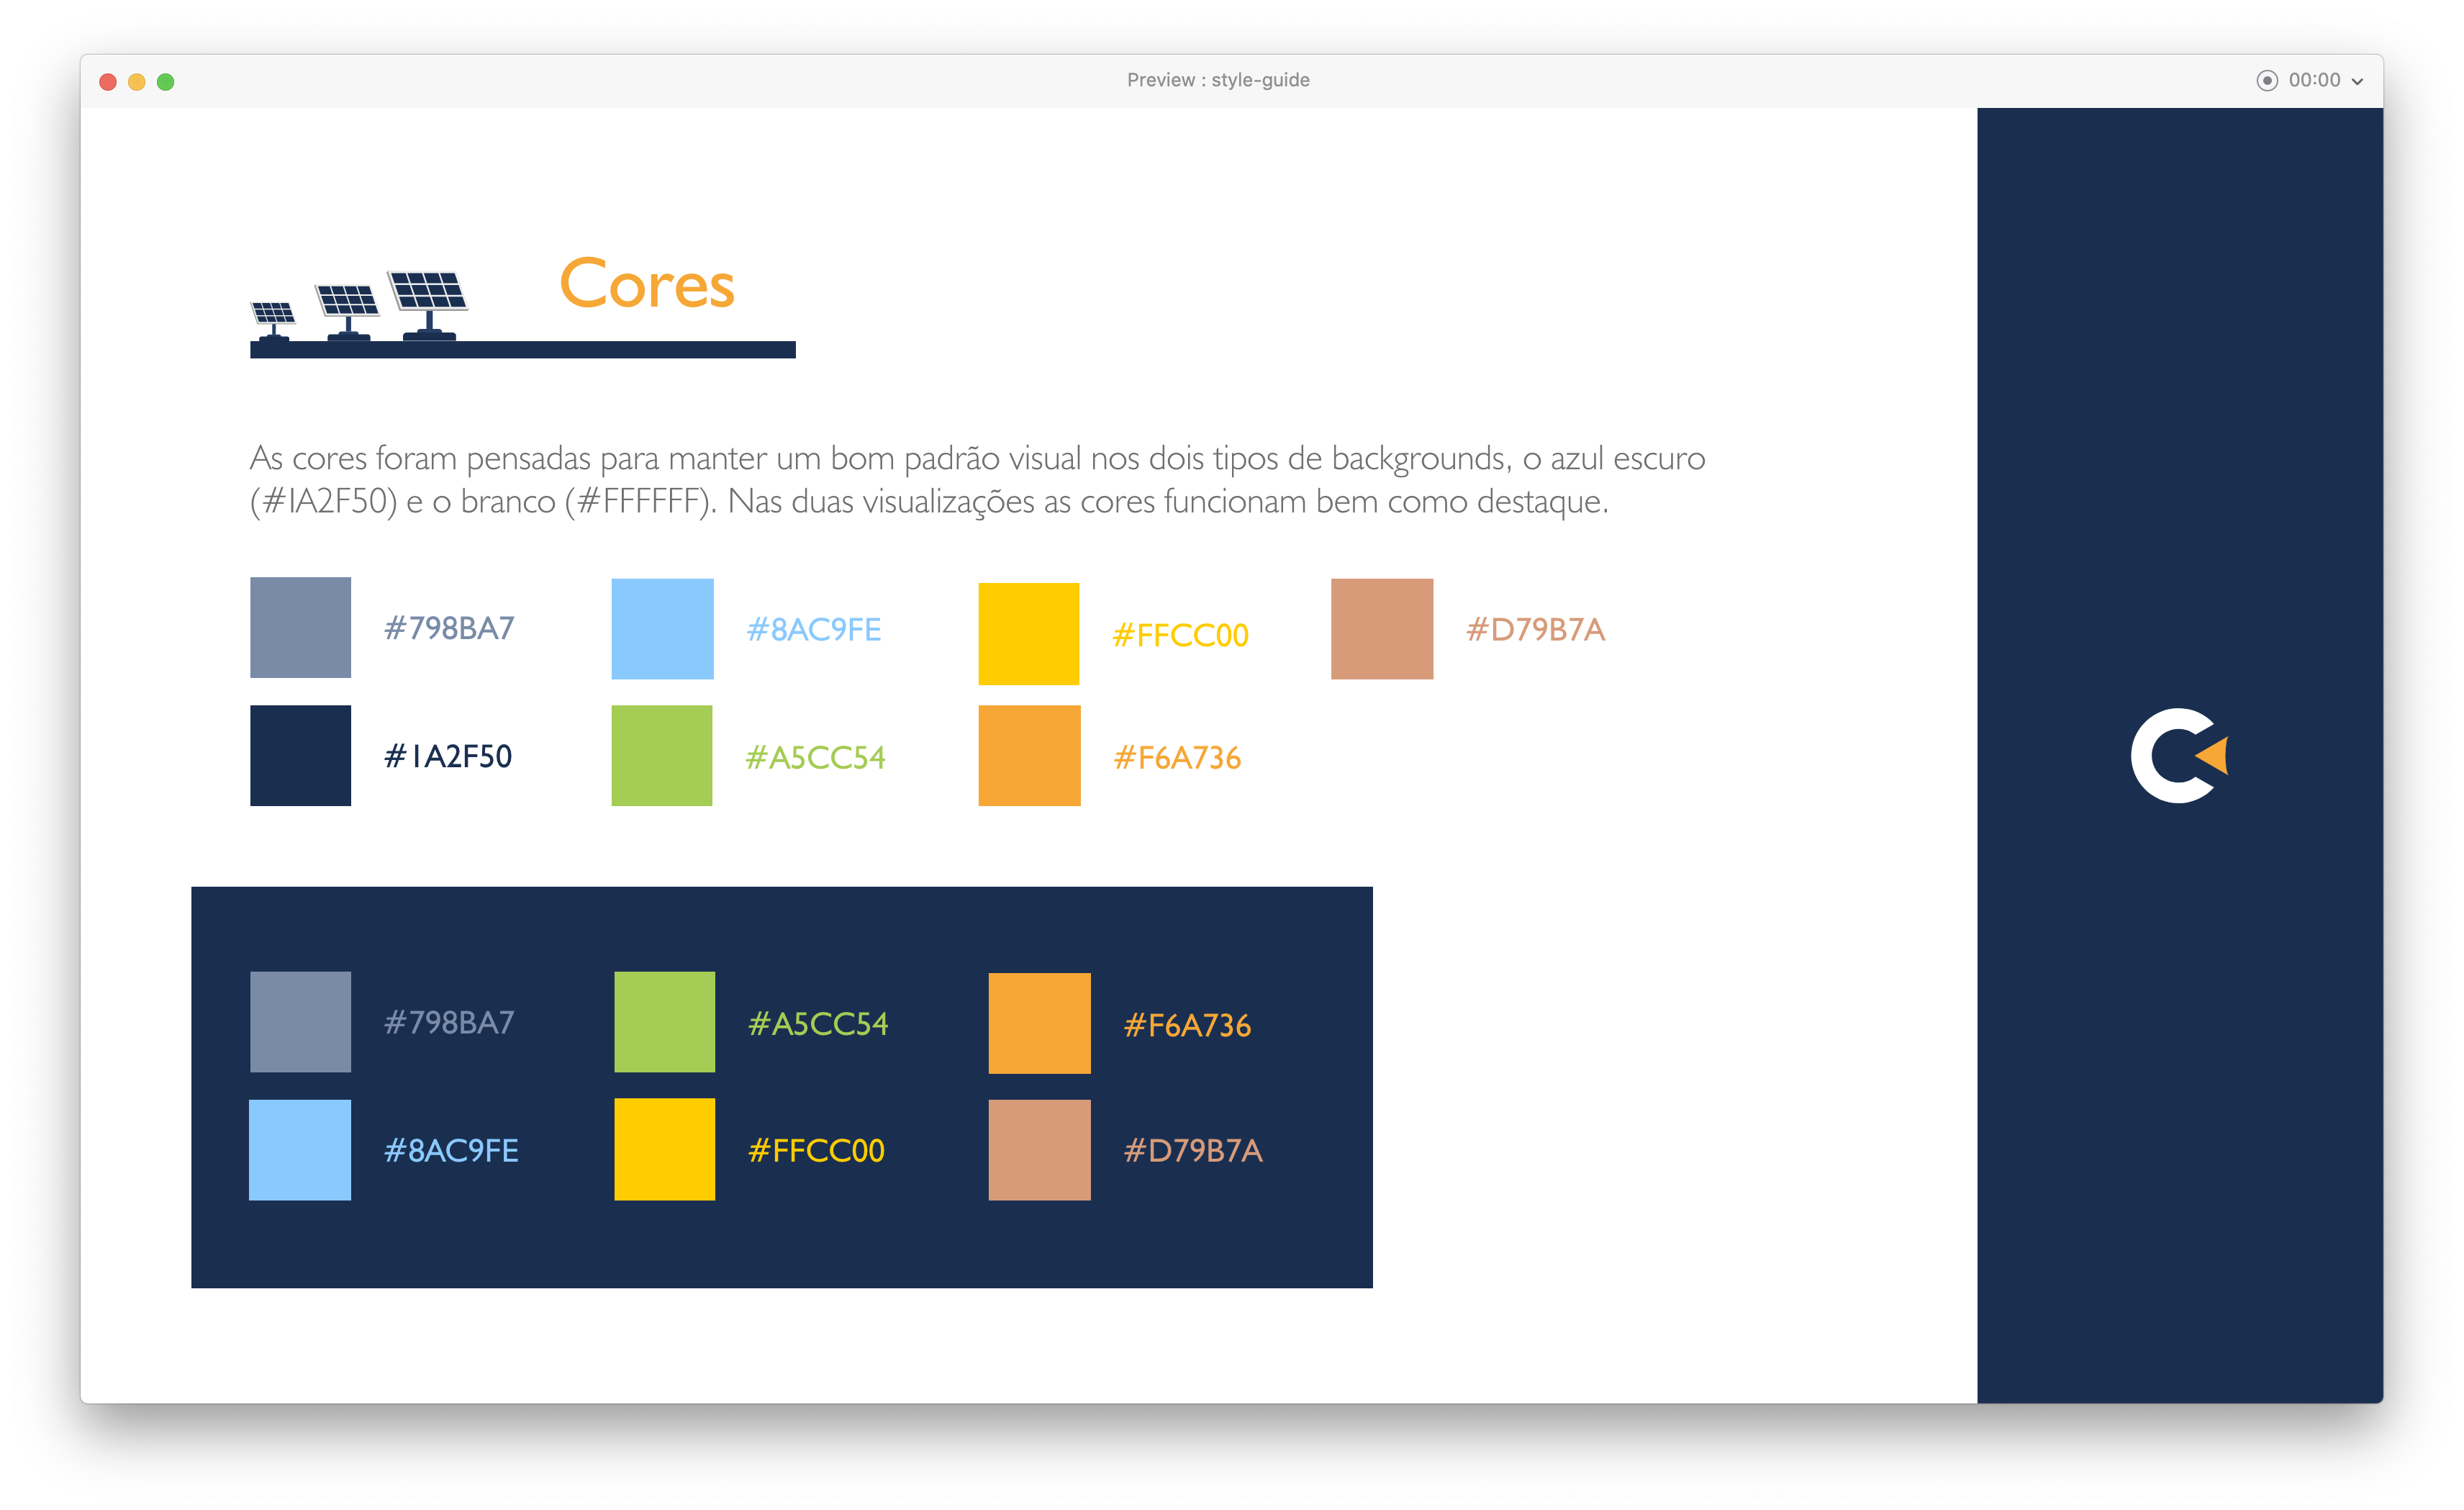 Preview : style-guide
00:00
Cores
As cores foram pensadas para manter um bom padrão visual nos dois tipos de backgrounds, o azul escuro
(#1A2F50) e o branco (#FFFFFF). Nas duas visualizações as cores funcionam bem como destaque.
#798BA7 #8AC9FE #FFCC00 #D79B7A
#1A2F50 #A5CC54 #F6A736
#798BA7 #A5CC54 #F6A736
#8AC9FE #FFCC00 #D79B7A